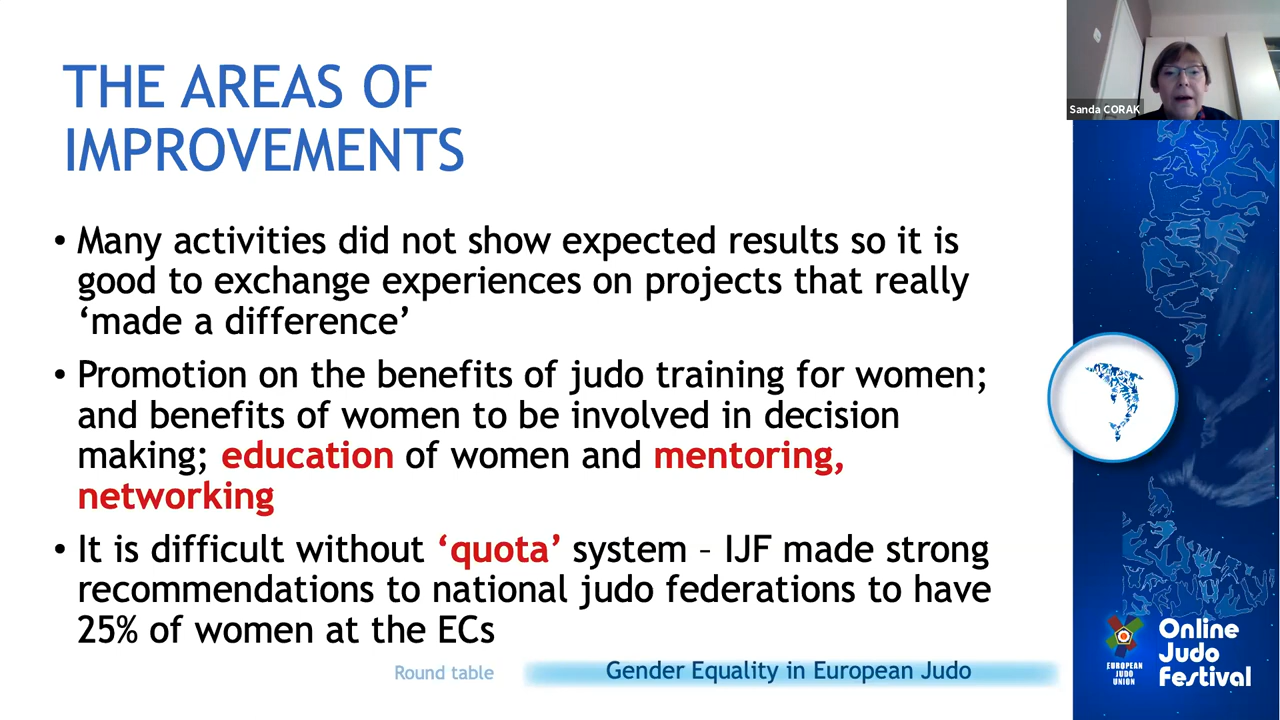 THE AREAS OF
IMPROVEMENTS
Sanda CORAK
• Many activities did not show expected results so it is
good to exchange experiences on projects that really
‘made a difference’
• Promotion on the benefits of judo training for women;
and benefits of women to be involved in decision
making; education of women and mentoring,
networking
• It is difficult without ‘quota’ system – IJF made strong
recommendations to national judo federations to have
25% of women at the ECs
Round table
Gender Equality in European Judo
EUROPEAN
JUDO
UNION
Online
Judo
Festival